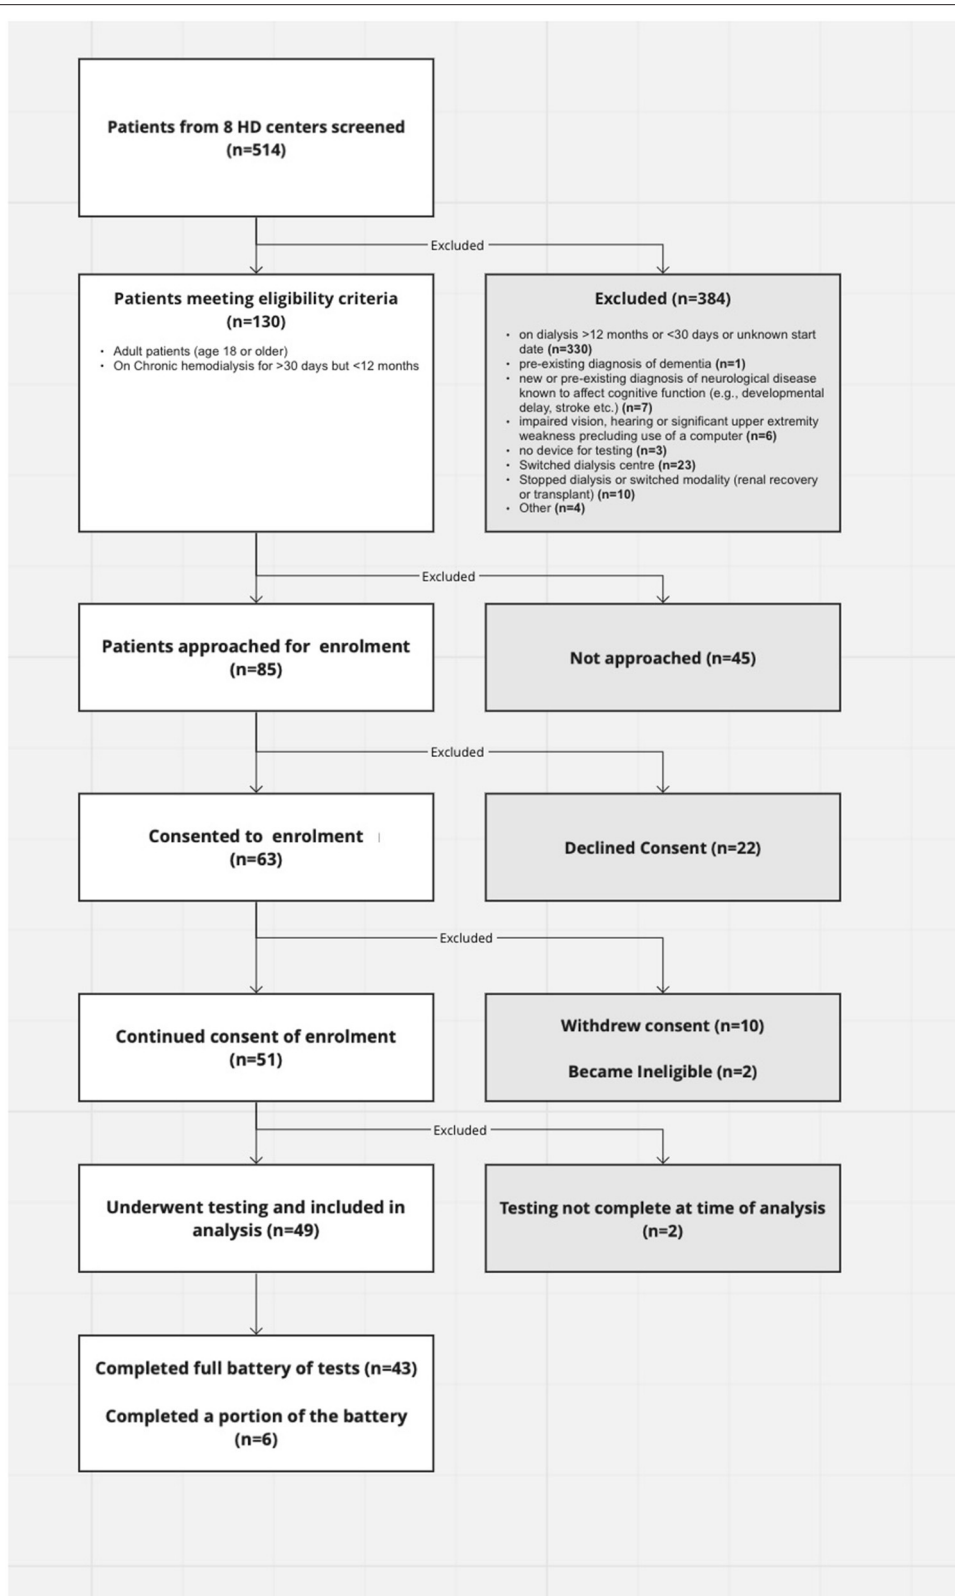 Patients from 8 HD centers screened
(n=514)
Excluded
Patients meeting eligibility criteria
(n=130)
• Adult patients (age 18 or older)
• On Chronic hemodialysis for >30 days but <12 months
Excluded (n=384)
• on dialysis >12 months or <30 days or unknown start
date (n=330)
• pre-existing diagnosis of dementia (n=1)
• new or pre-existing diagnosis of neurological disease
known to affect cognitive function (e.g., developmental
delay, stroke etc.) (n=7)
• impaired vision, hearing or significant upper extremity
weakness precluding use of a computer (n=6)
• no device for testing (n=3)
• Switched dialysis centre (n=23)
• Stopped dialysis or switched modality (renal recovery
or transplant) (n=10)
• Other (n=4)
Excluded
Patients approached for enrolment
(n=85)
Not approached (n=45)
Excluded
Consented to enrolment
(n=63)
Declined Consent (n=22)
Excluded
Continued consent of enrolment
(n=51)
Withdrew consent (n=10)
Became Ineligible (n=2)
Excluded
Underwent testing and included in
analysis (n=49)
Testing not complete at time of analysis
(n=2)
Completed full battery of tests (n=43)
Completed a portion of the battery
(n=6)